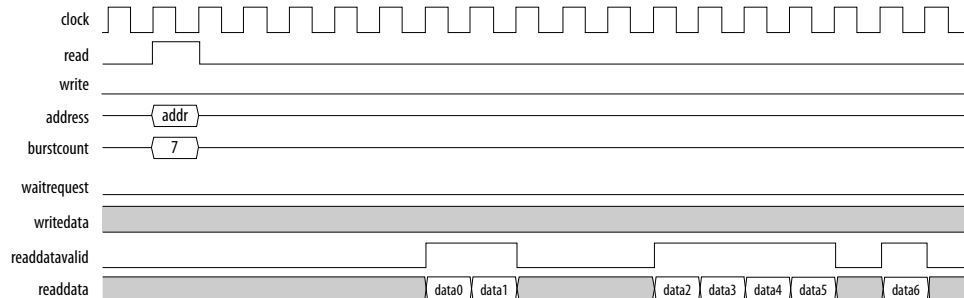 clock
read
write
address addr
burstcount 7
waitrequest
writedata
readdatavalid
readdata data0 data1 data2 data3 data4 data5 data6